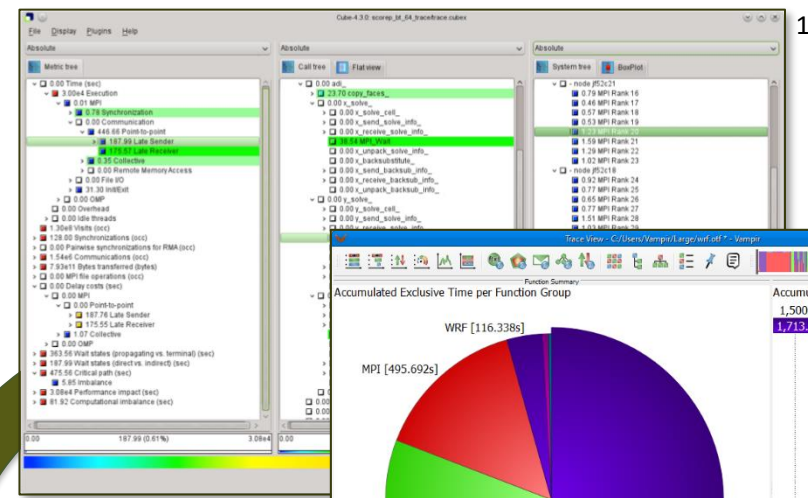 Cube-4.3.0: scorep_bt_64_trace/trace.cubex
1
File Display Plugins Help
Absolute
Absolute
Absolute
Metric tree
Call tree
Flat view
System tree
BoxPlot
0.00 Time (sec)
3.00e4 Execution
0.01 MPI
0.78 Synchronization
0.00 Communication
446.66 Point-to-point
187.99 Late Sender
175.57 Late Receiver
0.35 Collective
0.00 Remote Memory Access
0.00 File I/O
31.30 Init/Exit
0.00 OMP
0.00 Overhead
0.00 Idle threads
1.30e8 Visits (occ)
128.00 Synchronizations (occ)
0.00 Pairwise synchronizations for RMA (occ)
1.54e6 Communications (occ)
7.93e11 Bytes transferred (bytes)
0.00 MPI file operations (occ)
0.00 Delay costs (sec)
0.00 MPI
0.00 Point-to-point
187.76 Late Sender
175.55 Late Receiver
1.07 Collective
0.00 OMP
363.56 Wait states (propagating vs. terminal) (sec)
187.99 Wait states (direct vs. indirect) (sec)
475.56 Critical path (sec)
5.85 Imbalance
3.08e4 Performance impact (sec)
81.92 Computational imbalance (sec)
0.00 187.99 (0.61%) 3.08e4
0.00 adi_
23.70 copy_faces_
0.00 x_solve_
0.00 x_solve_cell_
0.00 x_send_solve_info_
0.00 x_receive_solve_info_
38.54 MPI_Wait
0.00 x_unpack_solve_info_
0.00 x_backsubstitute_
0.00 x_send_backsub_info_
0.00 x_receive_backsub_info_
0.00 x_unpack_backsub_info_
0.00 y_solve_
0.00 y_solve_cell_
0.00 y_send_solve_info_
0.00 y_receive_solve_info_
0.00
- node jf52c21
0.79 MPI Rank 16
0.46 MPI Rank 17
0.57 MPI Rank 18
0.53 MPI Rank 19
1.23 MPI Rank 20
1.59 MPI Rank 21
1.29 MPI Rank 22
1.02 MPI Rank 23
- node jf52c18
0.92 MPI Rank 24
0.77 MPI Rank 25
0.65 MPI Rank 26
0.77 MPI Rank 27
1.51 MPI Rank 28
1.03 MPI Rank 29
Trace View - C:/Users/Vampir/Large/wrf.otf * - Vampir
Function Summary
Accumulated Exclusive Time per Function Group
WRF [116.338s]
MPI [495.692s]
Accumu
1,500
1,713.